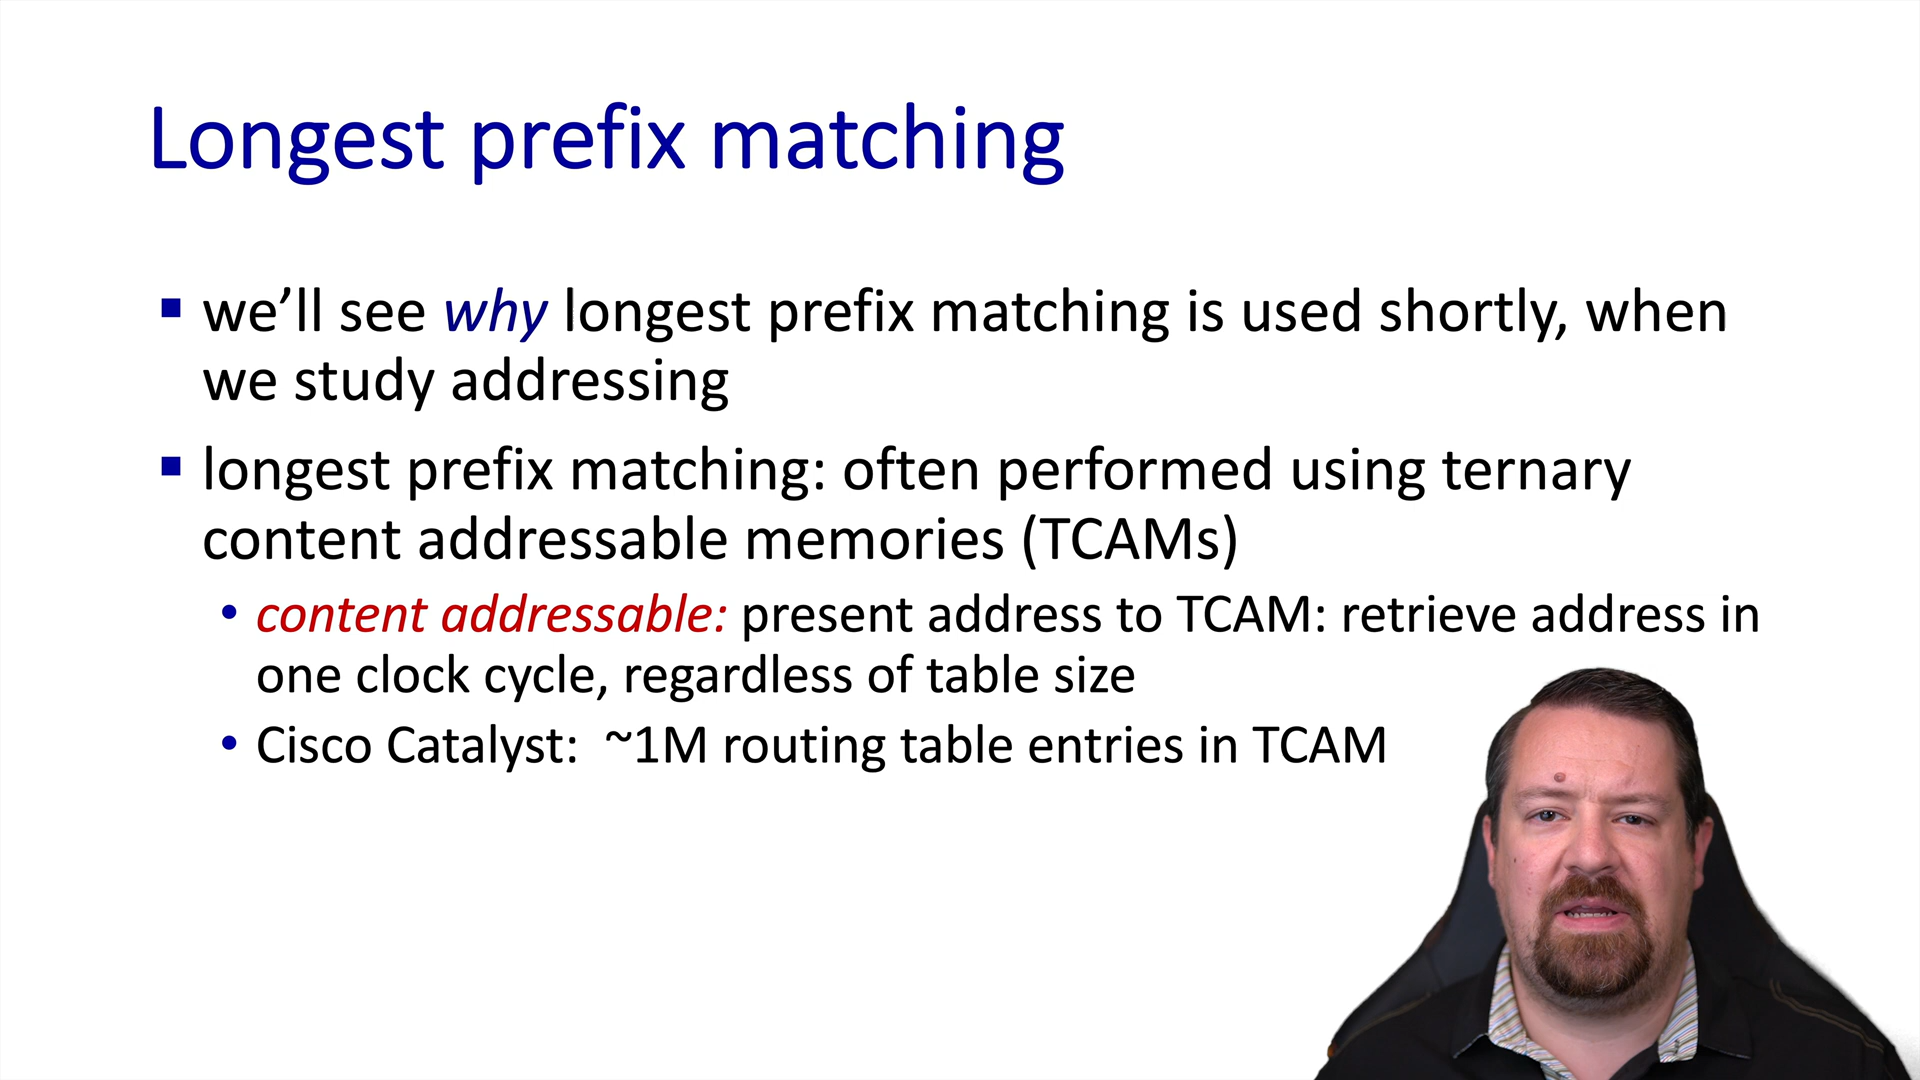 Longest prefix matching
▪ we’ll see why longest prefix matching is used shortly, when
we study addressing
▪ longest prefix matching: often performed using ternary
content addressable memories (TCAMs)
• content addressable: present address to TCAM: retrieve address in
one clock cycle, regardless of table size
• Cisco Catalyst:  ~1M routing table entries in TCAM